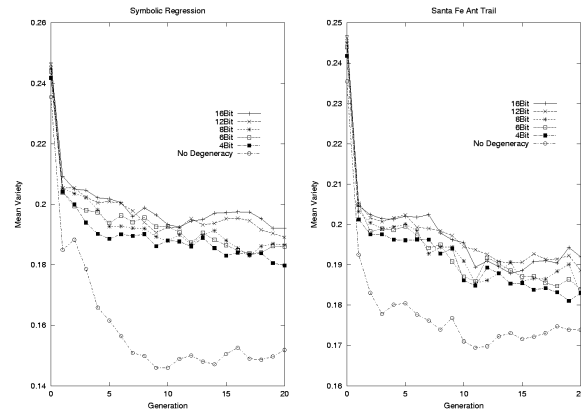 Symbolic Regression
0.26
0.24
0.22
0.2
0.18
0.16
0.14
0
5
10
15
20
Mean Variety
Generation
16Bit
12Bit
8Bit
6Bit
4Bit
No Degeneracy
Santa Fe Ant Trail
0.25
0.24
0.23
0.22
0.21
0.2
0.19
0.18
0.17
0.16
0
5
10
15
20
Mean Variety
Generation
16Bit
12Bit
8Bit
6Bit
4Bit
No Degeneracy